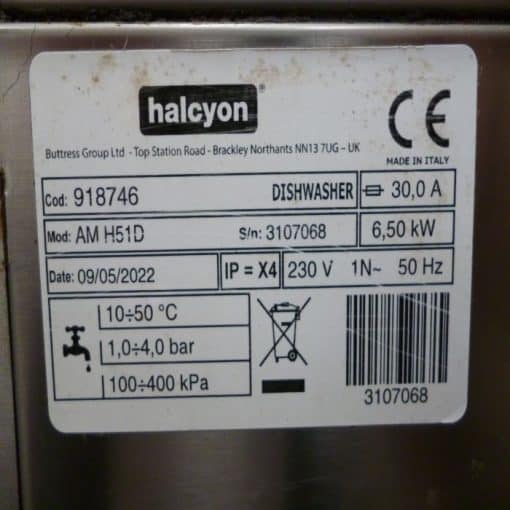 halcyon®
Buttress Group Ltd - Top Station Road - Brackley Northants NN13 7UG – UK
CE
MADE IN ITALY
Cod: 918746 DISHWASHER 30,0 A
Mod: AM H51D S/n: 3107068 6,50 kW
Date: 09/05/2022 IP = X4 230 V 1N~ 50 Hz
10÷50 °C
1,0÷4,0 bar
100÷400 kPa
3107068